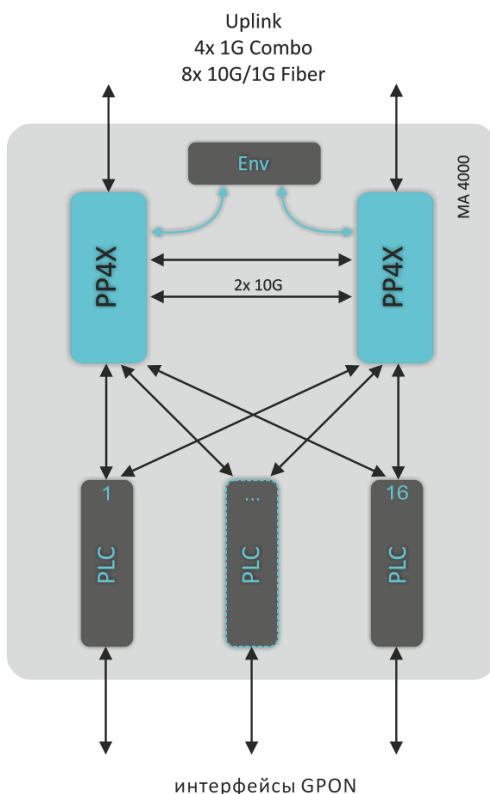 Uplink
4x 1G Combo
8x 10G/1G Fiber
Env
MA 4000
PP4X
PP4X
2x 10G
1
...
16
PLC
PLC
PLC
интерфейсы GPON